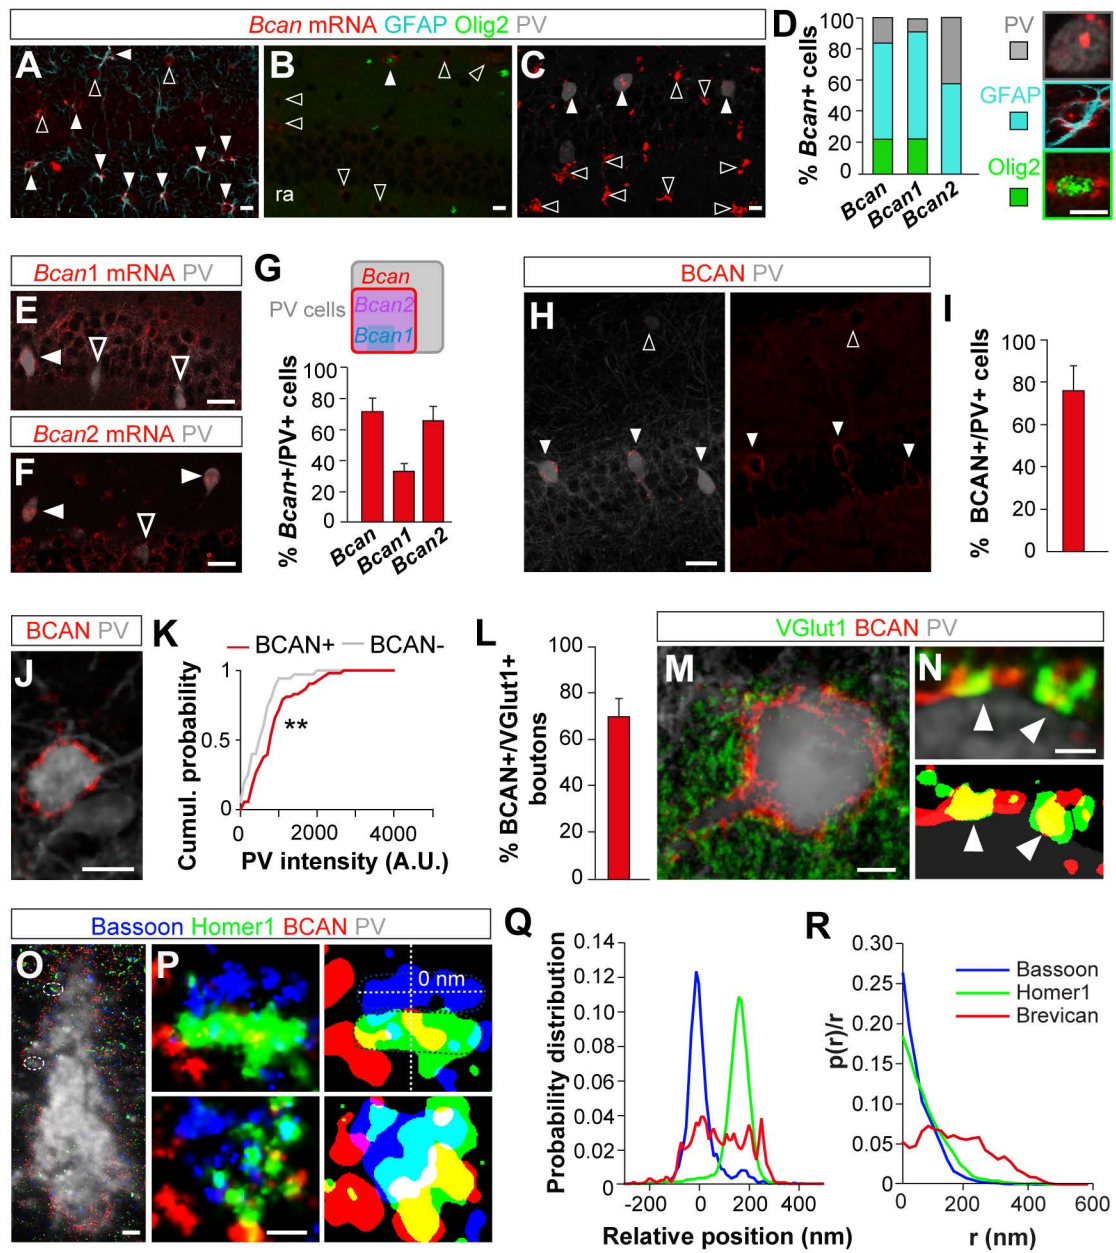 Bcan mRNA GFAP Olig2 PV
A
B
ra
C
D
% Bcan+ cells
100
80
60
40
20
0
Bcan
Bcan1
Bcan2
PV
GFAP
Olig2
Bcan1 mRNA PV
E
Bcan2 mRNA PV
F
G
PV cells
Bcan
Bcan2
Bcan1
% Bcan+/PV+ cells
100
80
60
40
20
0
Bcan
Bcan1
Bcan2
BCAN PV
H
I
% BCAN+/PV+ cells
100
80
60
40
20
0
BCAN PV
J
K
BCAN+ BCAN-
Cumul. probability
1
0.5
0
0 2000 4000
PV intensity (A.U.)
**
L
% BCAN+/VGlut1+
boutons
100
80
60
40
20
0
VGlut1 BCAN PV
M
N
Bassoon Homer1 BCAN PV
O
P
0 nm
Q
Probability distribution
0.14
0.12
0.10
0.08
0.06
0.04
0.02
0
-200 0 200 400
Relative position (nm)
R
p(r)/r
0.30
0.25
0.20
0.15
0.10
0.05
0
0 200 400 600
r (nm)
Bassoon
Homer1
Brevican